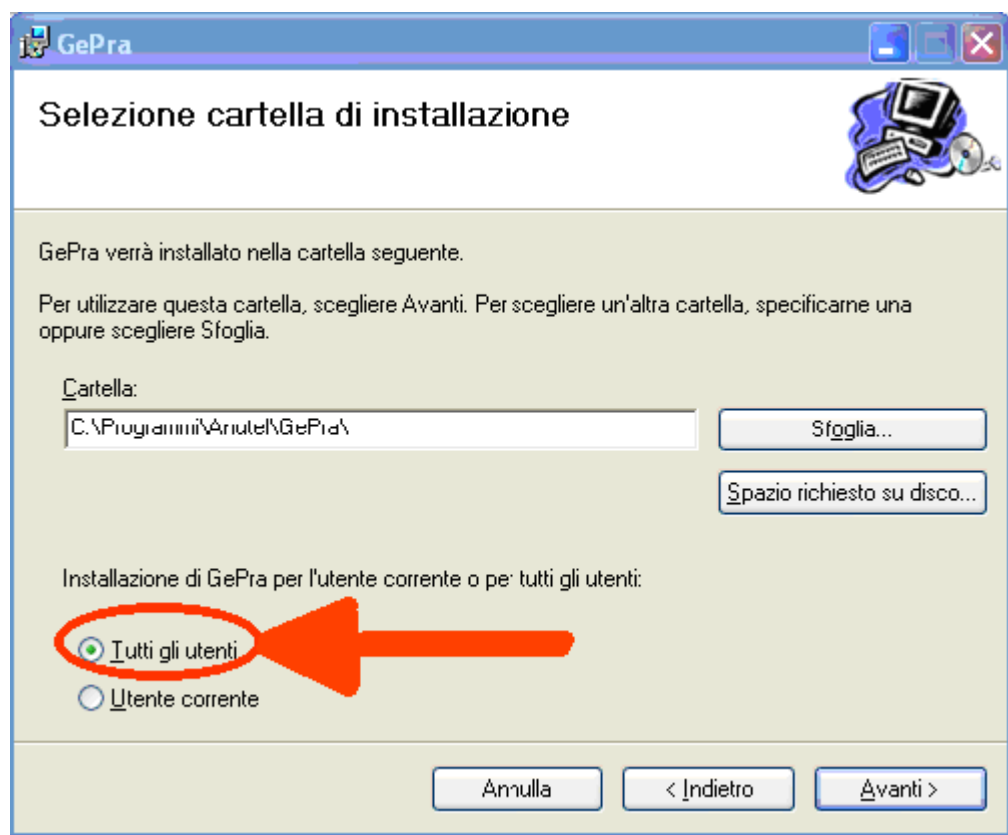 GePra
Selezione cartella di installazione
GePra verrà installato nella cartella seguente.
Per utilizzare questa cartella, scegliere Avanti. Per scegliere un'altra cartella, specificarne una
oppure scegliere Sfoglia.
Cartella:
C:\Programmi\Anutel\GePra\
Sfoglia...
Spazio richiesto su disco...
Installazione di GePra per l'utente corrente o per tutti gli utenti:
Tutti gli utenti
Utente corrente
Annulla
< Indietro
Avanti >